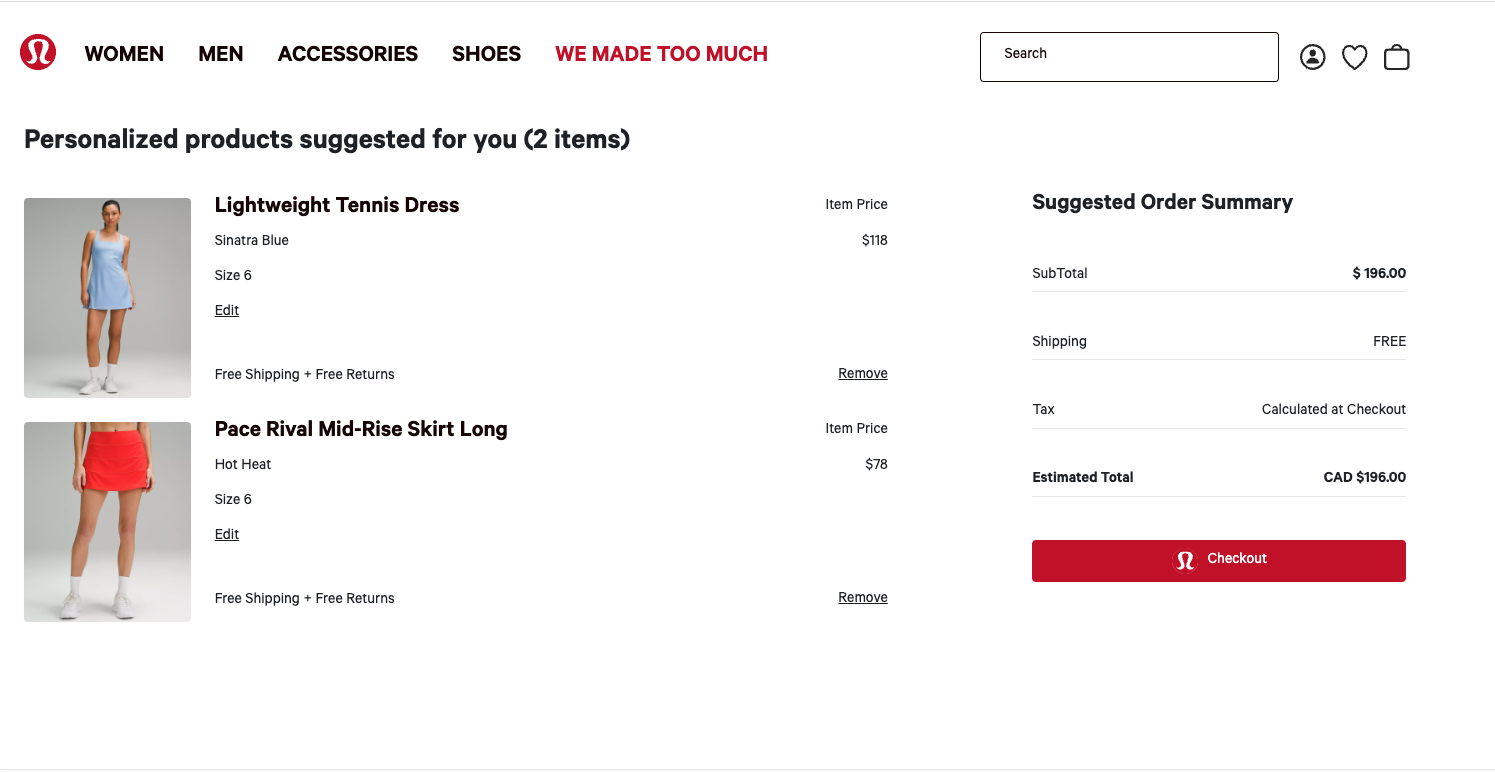 WOMEN MEN ACCESSORIES SHOES WE MADE TOO MUCH Search
Personalized products suggested for you (2 items)
Lightweight Tennis Dress
Item Price
Sinatra Blue
$118
Size 6
Edit
Free Shipping + Free Returns
Remove
Pace Rival Mid-Rise Skirt Long
Item Price
Hot Heat
$78
Size 6
Edit
Free Shipping + Free Returns
Remove
Suggested Order Summary
SubTotal $ 196.00
Shipping FREE
Tax Calculated at Checkout
Estimated Total CAD $196.00
Checkout